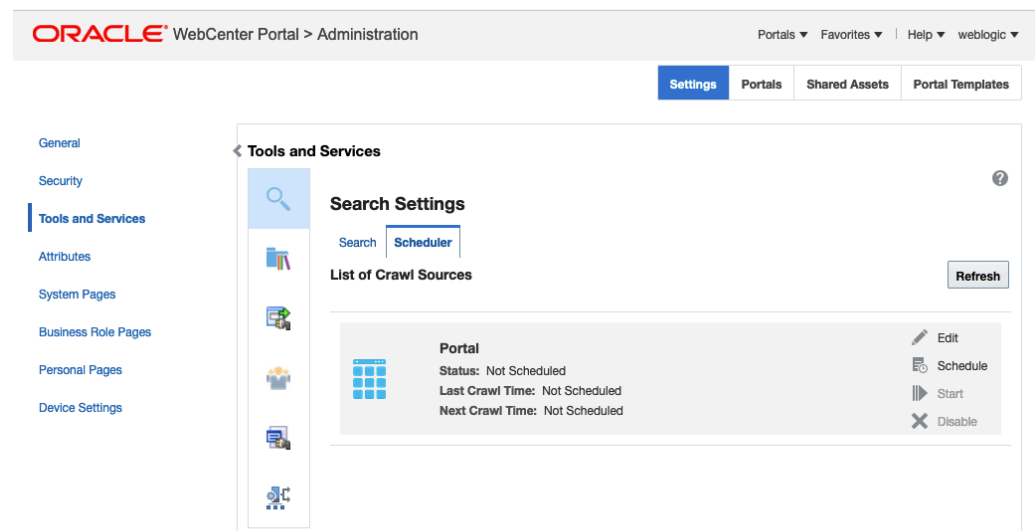 ORACLE® WebCenter Portal > Administration
Portals ▼ Favorites ▼ | Help ▼ weblogic ▼
Settings Portals Shared Assets Portal Templates
General
Security
Tools and Services
Attributes
System Pages
Business Role Pages
Personal Pages
Device Settings
Tools and Services
Search Settings
Search Scheduler
List of Crawl Sources
Refresh
Portal
Status: Not Scheduled
Last Crawl Time: Not Scheduled
Next Crawl Time: Not Scheduled
Edit
Schedule
Start
Disable